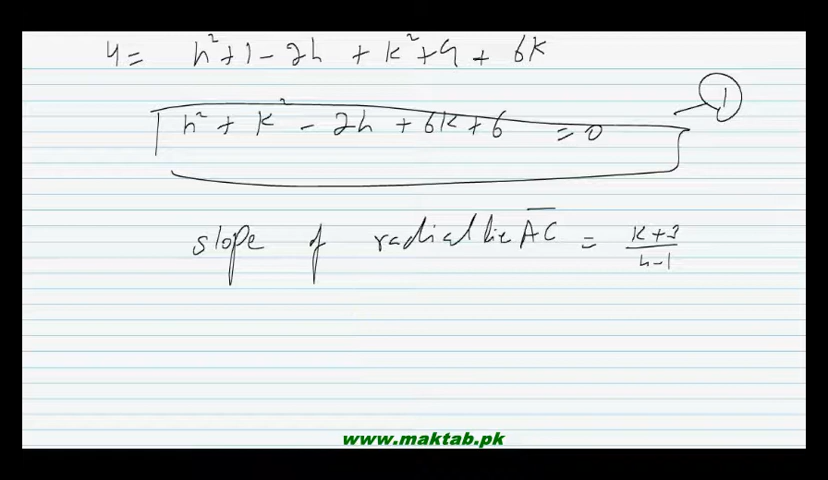 4 = h² + 1 - 2h + k² + 9 + 6k
h² + k² - 2h + 6k + 6 = 0 1
slope of radial line AC = k+3 / h-1
www.maktab.pk